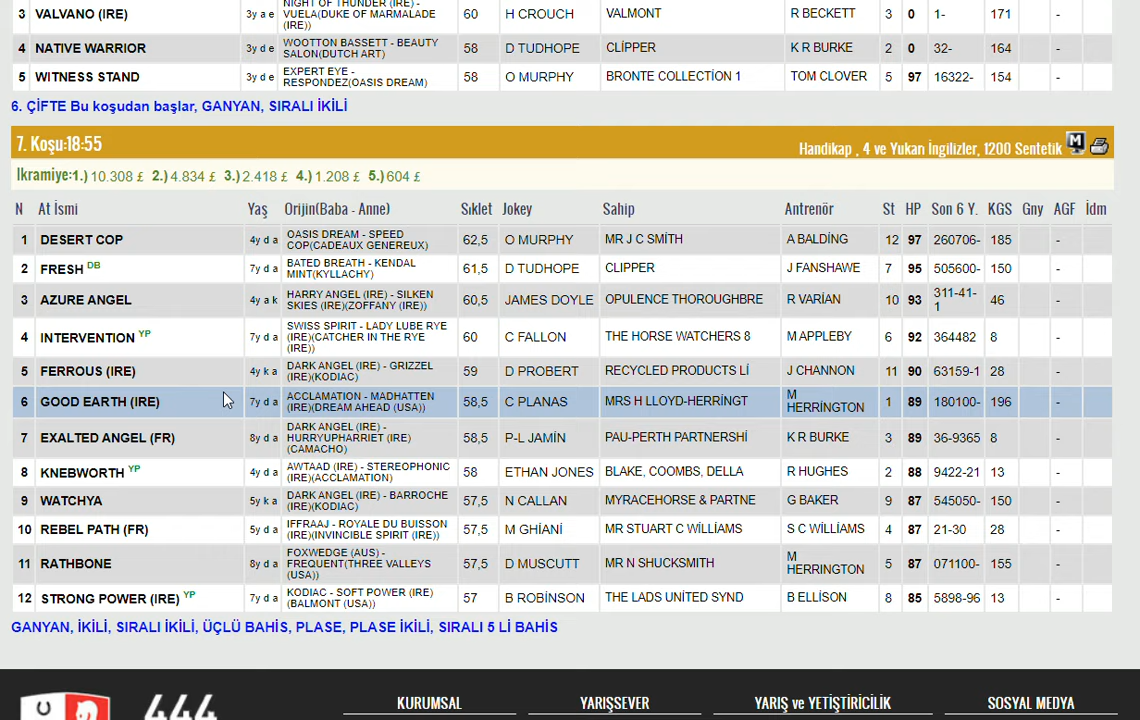 NIGHT OF THUNDER (IRE) -
3 VALVANO (IRE) 3y a e VUELA(DUKE OF MARMALADE (IRE)) 60 H CROUCH VALMONT R BECKETT 3 0 1- 171 -
4 NATIVE WARRIOR 3y d e WOOTTON BASSETT - BEAUTY SALON(DUTCH ART) 58 D TUDHOPE CLİPPER K R BURKE 2 0 32- 164 -
5 WITNESS STAND 3y d e EXPERT EYE - RESPONDEZ(OASIS DREAM) 58 O MURPHY BRONTE COLLECTİON 1 TOM CLOVER 5 97 16322- 154 -
6. ÇİFTE Bu koşudan başlar, GANYAN, SIRALI İKİLİ
7. Koşu:18:55 Handikap , 4 ve Yukarı İngilizler, 1200 Sentetik M
İkramiye:1.) 10.308 £ 2.) 4.834 £ 3.) 2.418 £ 4.) 1.208 £ 5.) 604 £
N At İsmi Yaş Orijin(Baba - Anne) Sıklet Jokey Sahip Antrenör St HP Son 6 Y. KGS Gny AGF İdm
1 DESERT COP 4y d a OASIS DREAM - SPEED COP(CADEAUX GENEREUX) 62,5 O MURPHY MR J C SMİTH A BALDİNG 12 97 260706- 185 -
2 FRESH DB 7y d a BATED BREATH - KENDAL MINT(KYLLACHY) 61,5 D TUDHOPE CLIPPER J FANSHAWE 7 95 505600- 150 -
3 AZURE ANGEL 4y a k HARRY ANGEL (IRE) - SILKEN SKIES (IRE)(ZOFFANY (IRE)) 60,5 JAMES DOYLE OPULENCE THOROUGHBRE R VARİAN 10 93 311-41-1 46 -
4 INTERVENTION YP 7y d a SWISS SPIRIT - LADY LUBE RYE (IRE)(CATCHER IN THE RYE (IRE)) 60 C FALLON THE HORSE WATCHERS 8 M APPLEBY 6 92 364482 8 -
5 FERROUS (IRE) 4y k a DARK ANGEL (IRE) - GRIZZEL (IRE)(KODIAC) 59 D PROBERT RECYCLED PRODUCTS Lİ J CHANNON 11 90 63159-1 28 -
6 GOOD EARTH (IRE) 7y d a ACCLAMATION - MADHATTEN (IRE)(DREAM AHEAD (USA)) 58,5 C PLANAS MRS H LLOYD-HERRİNGT M HERRİNGTON 1 89 180100- 196 -
7 EXALTED ANGEL (FR) 8y d a DARK ANGEL (IRE) - HURRYUPHARRIET (IRE)(CAMACHO) 58,5 P-L JAMİN PAU-PERTH PARTNERSHİ K R BURKE 3 89 36-9365 8 -
8 KNEBWORTH YP 4y d a AWTAAD (IRE) - STEREOPHONIC (IRE)(ACCLAMATION) 58 ETHAN JONES BLAKE, COOMBS, DELLA R HUGHES 2 88 9422-21 13 -
9 WATCHYA 5y k a DARK ANGEL (IRE) - BARROCHE (IRE)(KODIAC) 57,5 N CALLAN MYRACEHORSE & PARTNE G BAKER 9 87 545050- 150 -
10 REBEL PATH (FR) 5y d a IFFRAAJ - ROYALE DU BUISSON (IRE)(INVINCIBLE SPIRIT (IRE)) 57,5 M GHİANİ MR STUART C WİLLİAMS S C WİLLİAMS 4 87 21-30 28 -
11 RATHBONE 8y d a FOXWEDGE (AUS) - FREQUENT(THREE VALLEYS (USA)) 57,5 D MUSCUTT MR N SHUCKSMITH M HERRINGTON 5 87 071100- 155 -
12 STRONG POWER (IRE) YP 7y d a KODIAC - SOFT POWER (IRE)(BALMONT (USA)) 57 B ROBİNSON THE LADS UNİTED SYND B ELLİSON 8 85 5898-96 13 -
GANYAN, İKİLİ, SIRALI İKİLİ, ÜÇLÜ BAHİS, PLASE, PLASE İKİLİ, SIRALI 5 Lİ BAHİS
444 KURUMSAL YARIŞSEVER YARIŞ ve YETİŞTİRİCİLİK SOSYAL MEDYA